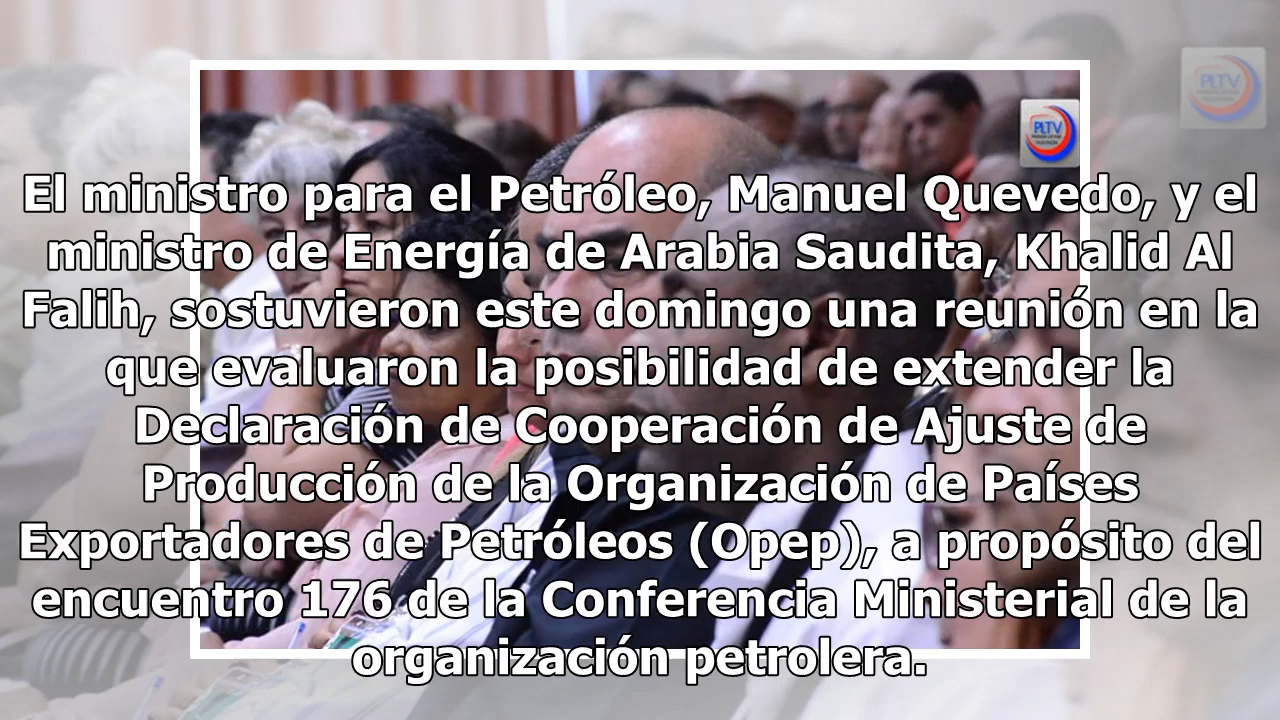 PLTV
PLTV
El ministro para el Petróleo, Manuel Quevedo, y el
ministro de Energía de Arabia Saudita, Khalid Al
Falih, sostuvieron este domingo una reunión en la
que evaluaron la posibilidad de extender la
Declaración de Cooperación de Ajuste de
Producción de la Organización de Países
Exportadores de Petróleos (Opep), a propósito del
encuentro 176 de la Conferencia Ministerial de la
organización petrolera.